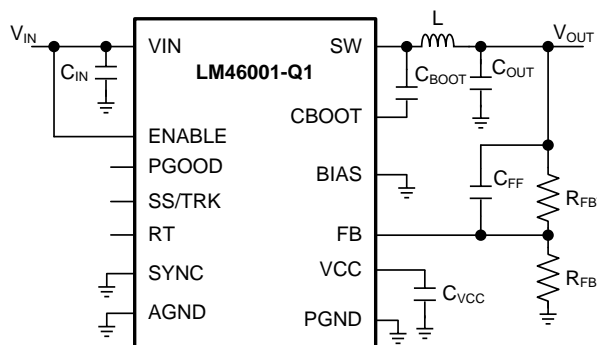 VIN
VIN
SW
L
VOUT
CIN
LM46001-Q1
CBOOT
COUT
CBOOT
ENABLE
PGOOD
BIAS
CFF
RFB
SS/TRK
RT
FB
SYNC
VCC
RFB
CVCC
AGND
PGND